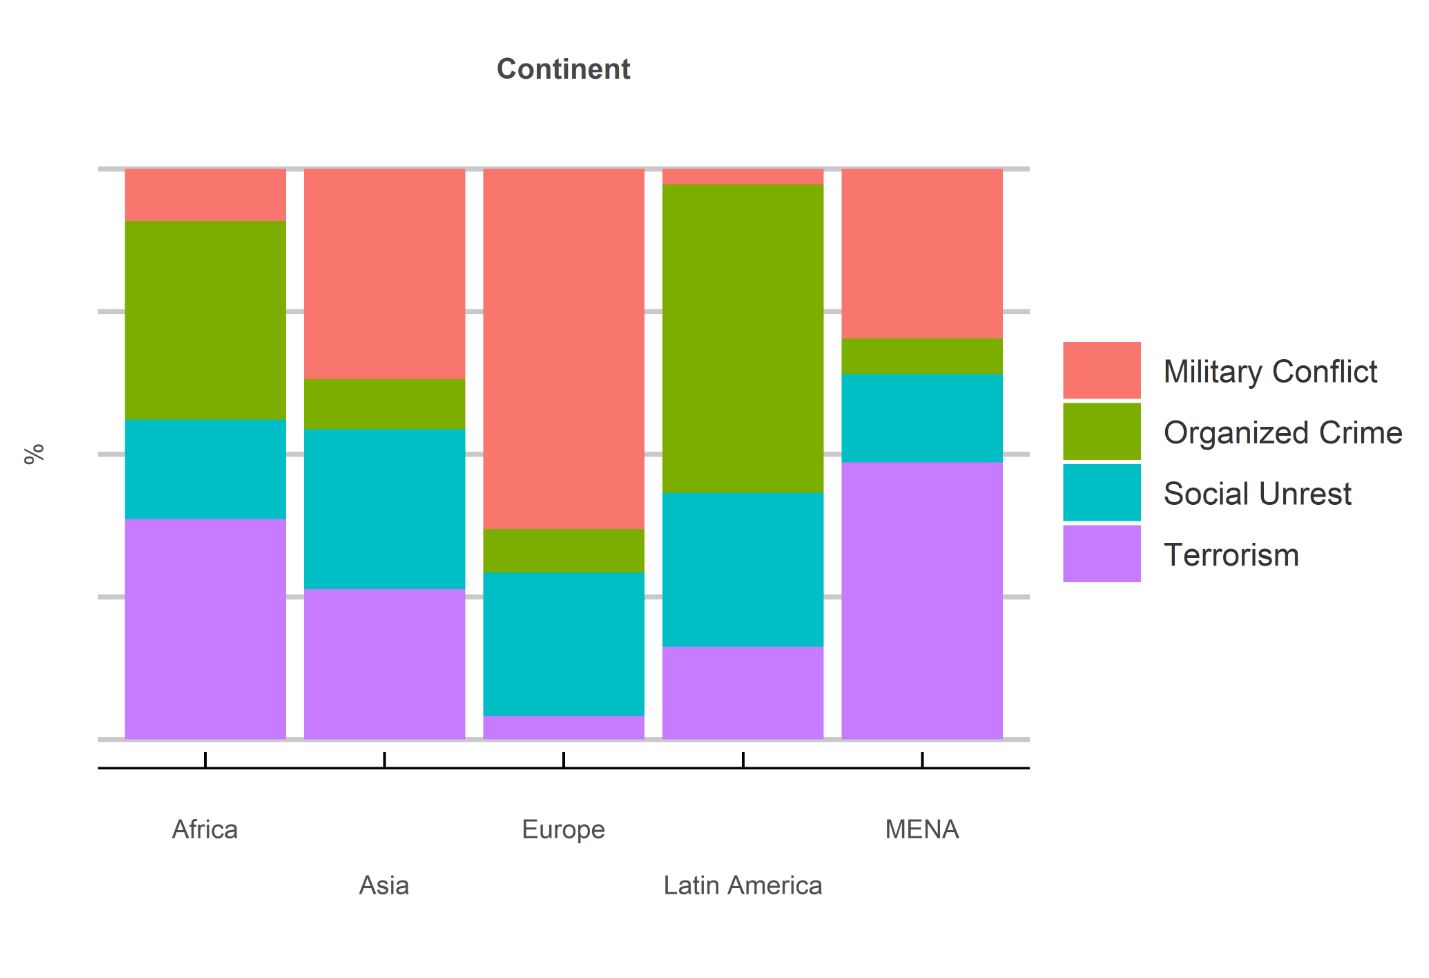 Continent
%
Military Conflict
Organized Crime
Social Unrest
Terrorism
Africa
Europe
MENA
Asia
Latin America